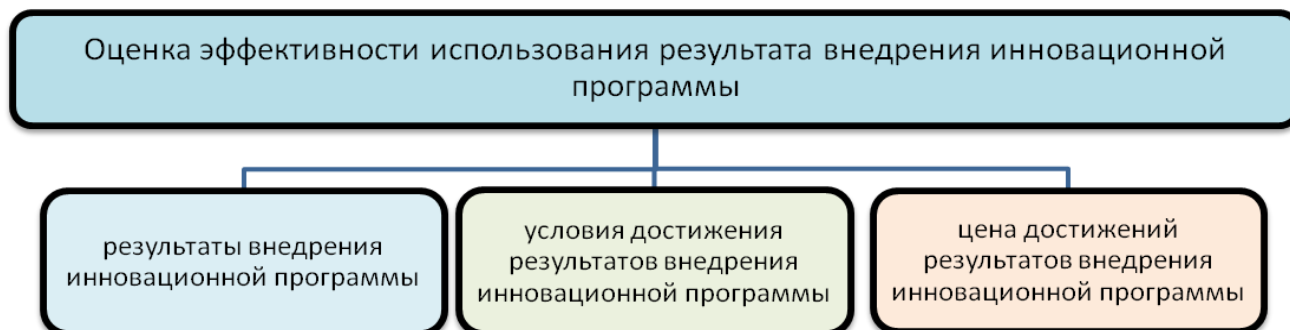 Оценка эффективности использования результата внедрения инновационной
программы
результаты внедрения
инновационной программы
условия достижения
результатов внедрения
инновационной программы
цена достижений
результатов внедрения
инновационной программы